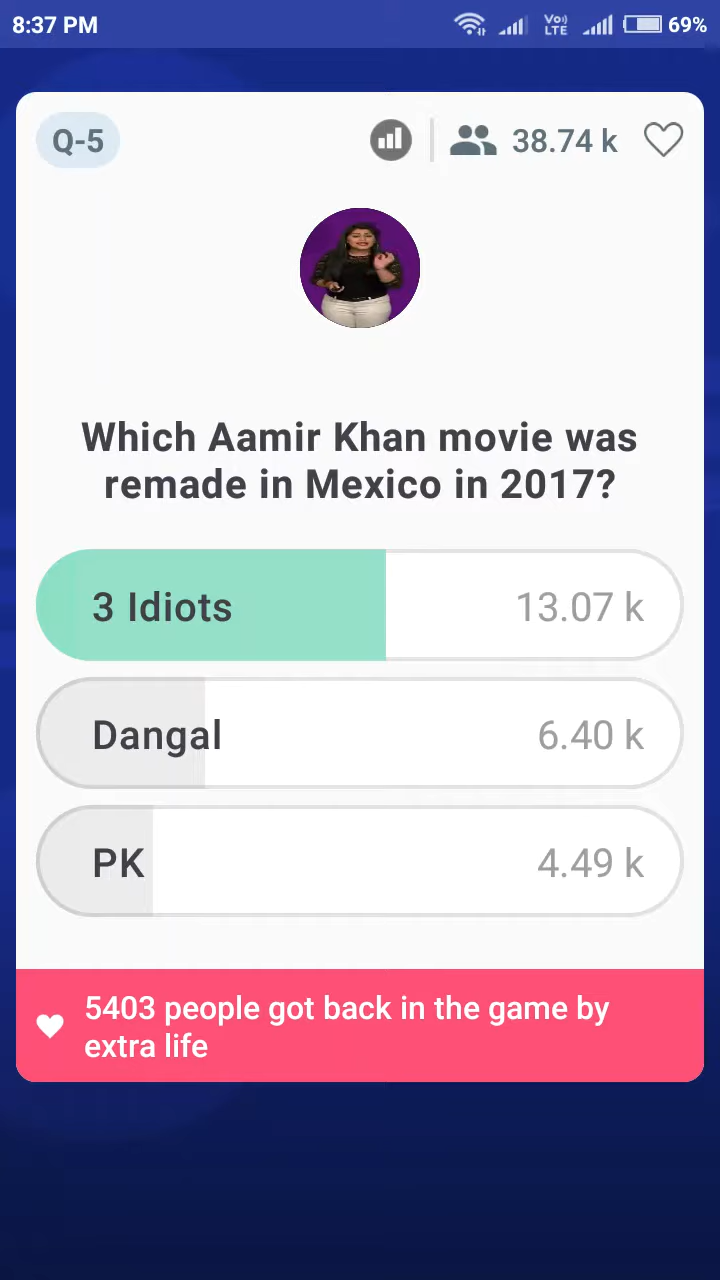 8:37 PM
Vo) LTE
69%
Q-5
38.74 k
Which Aamir Khan movie was
remade in Mexico in 2017?
3 Idiots 13.07 k
Dangal 6.40 k
PK 4.49 k
5403 people got back in the game by
extra life